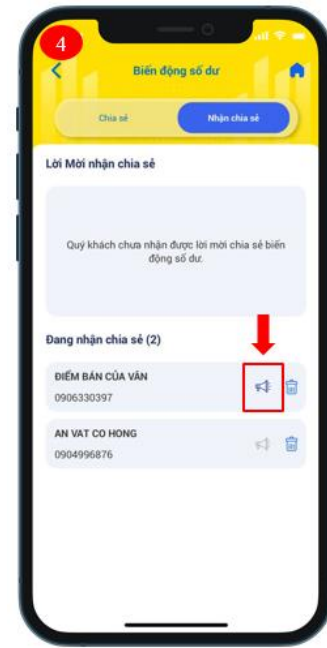 4
Biến động số dư
Chia sẻ
Nhận chia sẻ
Lời Mời nhận chia sẻ
Quý khách chưa nhận được lời mời chia sẻ biến
động số dư.
Đang nhận chia sẻ (2)
ĐIỂM BÁN CỦA VÂN
0906330397
AN VAT CO HONG
0904996876